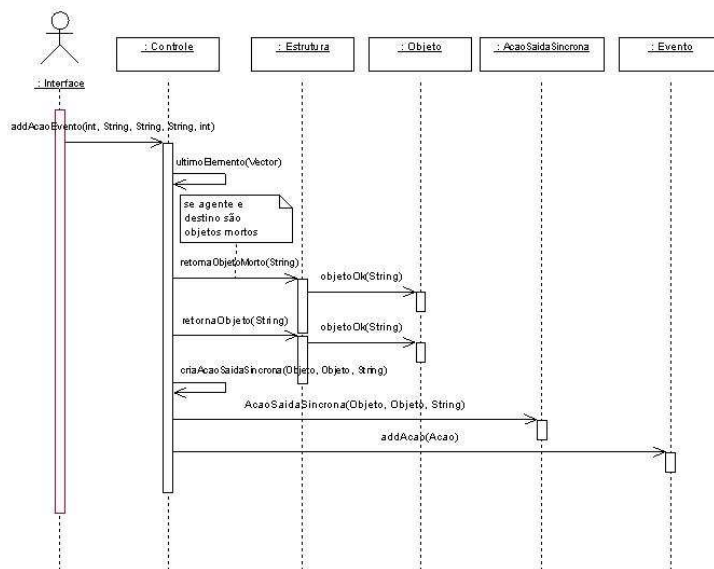 : Controle
: Estrutura
: Objeto
: AcaoSaidaSincrona
: Evento
: Interface
addAcaoEvento(int, String, String, String, int)
ultimoElemento(Vector)
se agente e
destino são
objetos mortos
retornaObjetoMorto(String)
objetoOk(String)
retornaObjeto(String)
objetoOk(String)
criaAcaoSaidaSincrona(Objeto, Objeto, String)
AcaoSaidaSincrona(Objeto, Objeto, String)
addAcao(Acao)